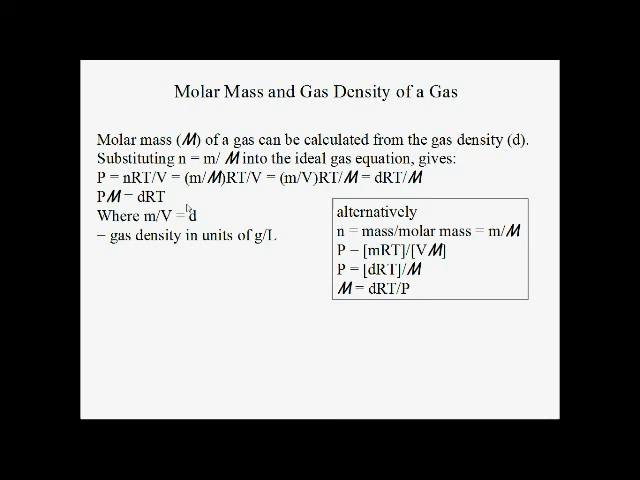 Molar Mass and Gas Density of a Gas
Molar mass (ℳ) of a gas can be calculated from the gas density (d).
Substituting n = m/ ℳ into the ideal gas equation, gives:
P = nRT/V = (m/ℳ)RT/V = (m/V)RT/ℳ = dRT/ℳ
Pℳ = dRT
Where m/V = d
– gas density in units of g/L
alternatively
n = mass/molar mass = m/ℳ
P – [mRT]/[Vℳ]
P = [dRT]/ℳ
ℳ = dRT/P